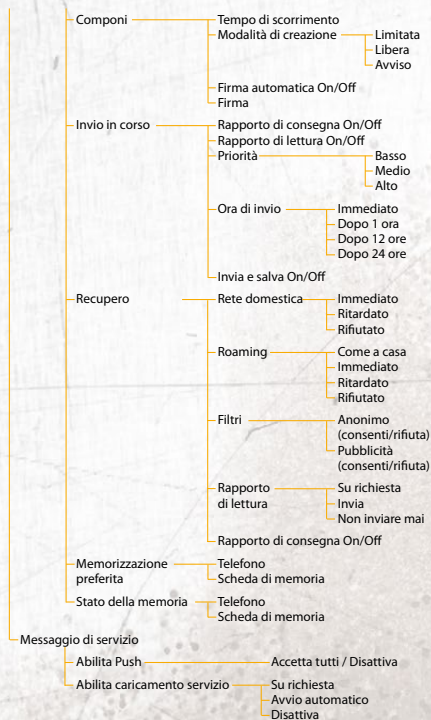 Componi
Tempo di scorrimento
Modalità di creazione
Limitata
Libera
Avviso
Firma automatica On/Off
Firma
Invio in corso
Rapporto di consegna On/Off
Rapporto di lettura On/Off
Priorità
Basso
Medio
Alto
Ora di invio
Immediato
Dopo 1 ora
Dopo 12 ore
Dopo 24 ore
Invia e salva On/Off
Recupero
Rete domestica
Immediato
Ritardato
Rifiutato
Roaming
Come a casa
Immediato
Ritardato
Rifiutato
Filtri
Anonimo
(consenti/rifiuta)
Pubblicità
(consenti/rifiuta)
Rapporto
di lettura
Su richiesta
Invia
Non inviare mai
Rapporto di consegna On/Off
Memorizzazione
preferita
Telefono
Scheda di memoria
Stato della memoria
Telefono
Scheda di memoria
Messaggio di servizio
Abilita Push
Accetta tutti / Disattiva
Abilita caricamento servizio
Su richiesta
Avvio automatico
Disattiva